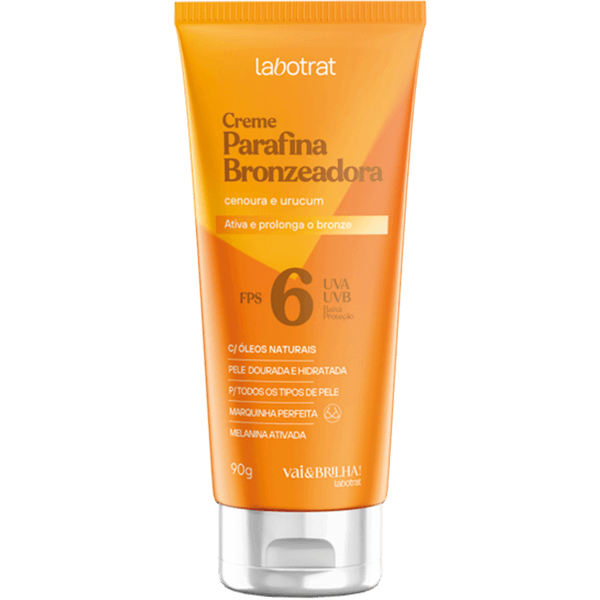 labotrat
Creme
Parafina
Bronzeadora
cenoura e urucum
Ativa e prolonga o bronze
FPS 6 UVA
UVB
Baixa
Proteção
C/ ÓLEOS NATURAIS
PELE DOURADA E HIDRATADA
P/ TODOS OS TIPOS DE PELE
MARQUINHA PERFEITA
MELANINA ATIVADA
90g
vai&BRILHA!
labotrat